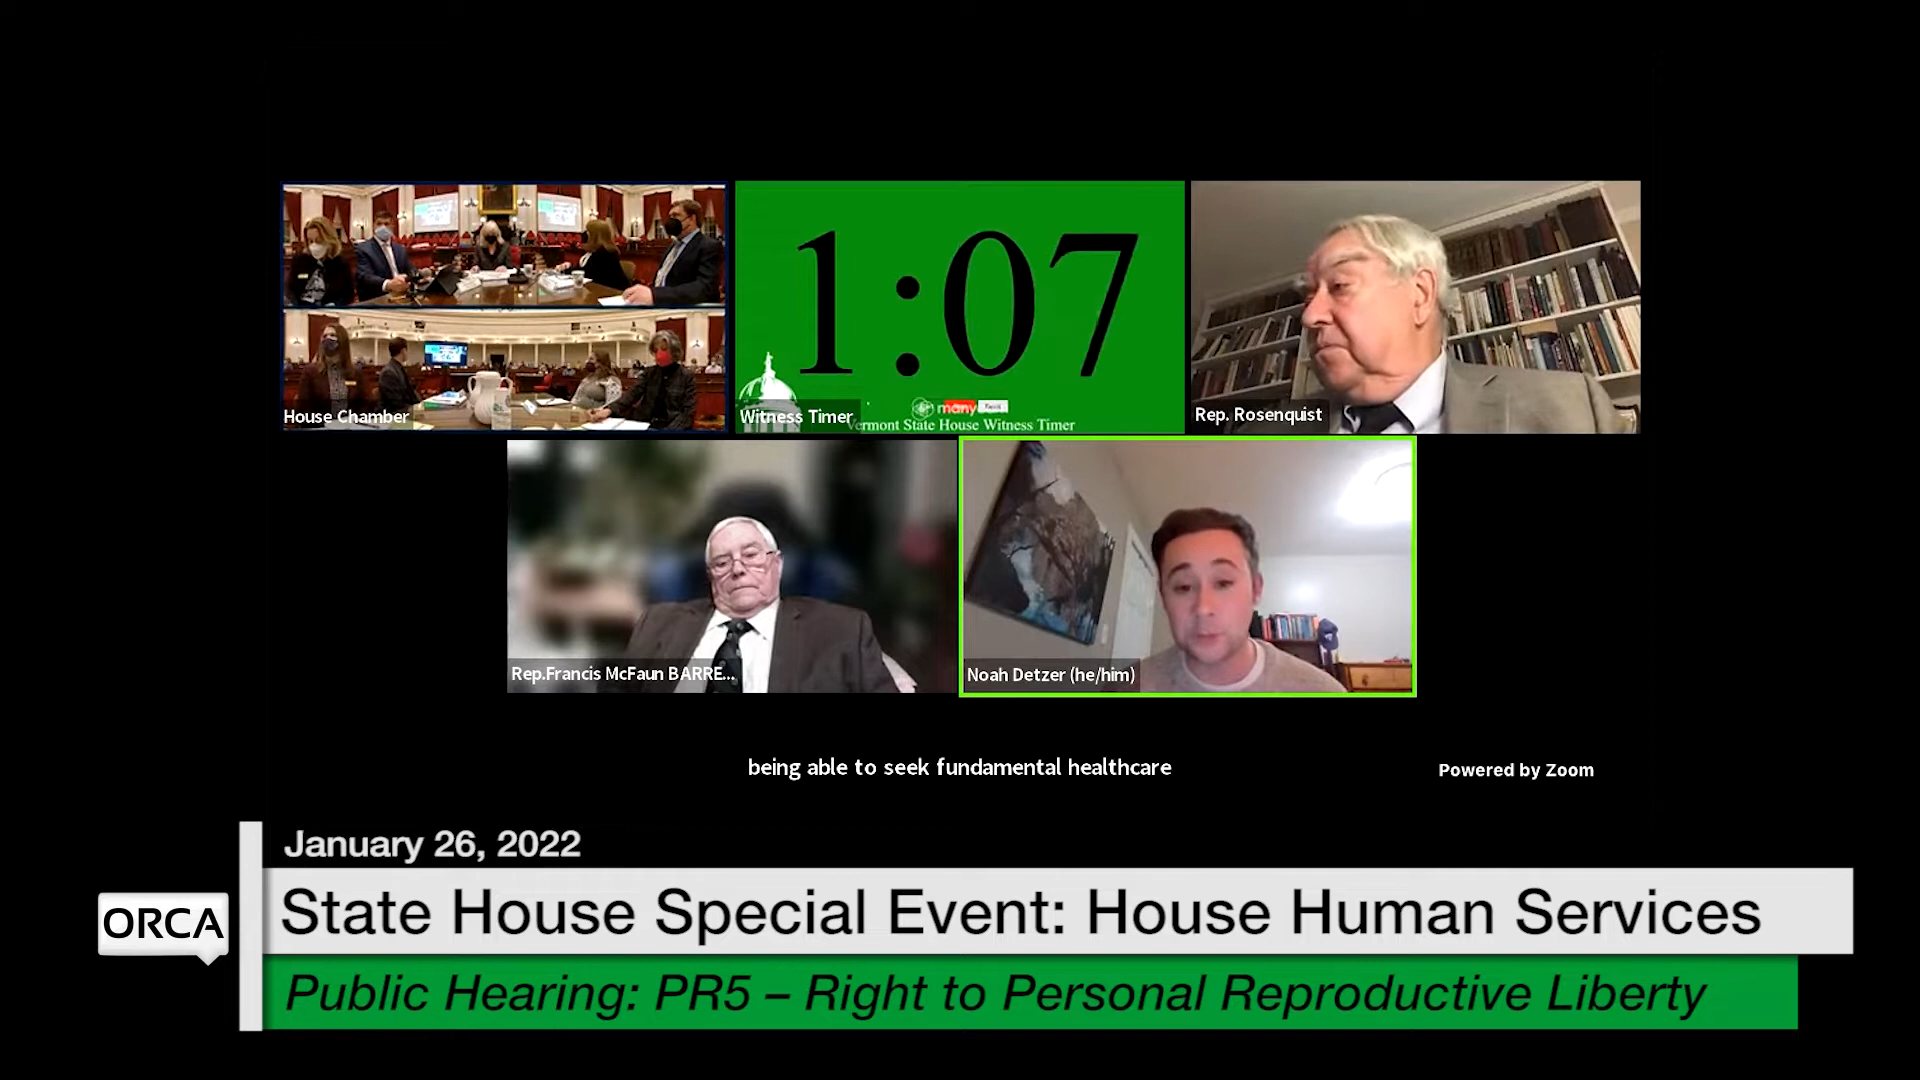 1:07
House Chamber
Witness Timer
many
Vermont State House Witness Timer
Rep. Rosenquist
Rep.Francis McFaun BARRE...
Noah Detzer (he/him)
being able to seek fundamental healthcare
Powered by Zoom
January 26, 2022
ORCA
State House Special Event: House Human Services
Public Hearing: PR5 – Right to Personal Reproductive Liberty